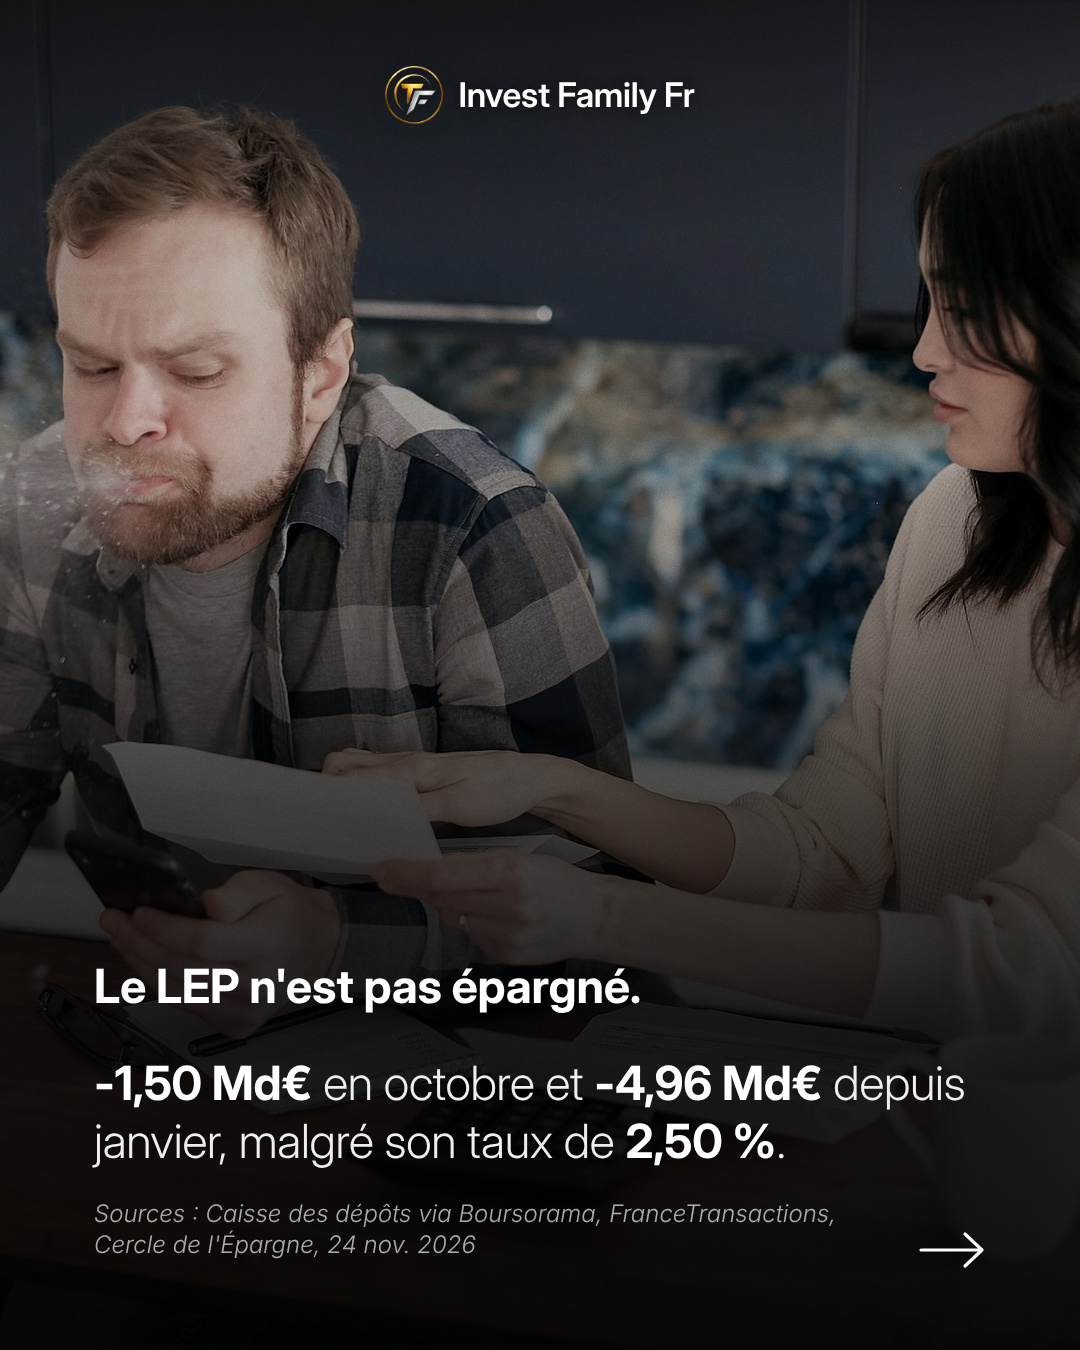 Invest Family Fr
Le LEP n'est pas épargné.
-1,50 Md€ en octobre et -4,96 Md€ depuis
janvier, malgré son taux de 2,50 %.
Sources : Caisse des dépôts via Boursorama, FranceTransactions,
Cercle de l'Épargne, 24 nov. 2026